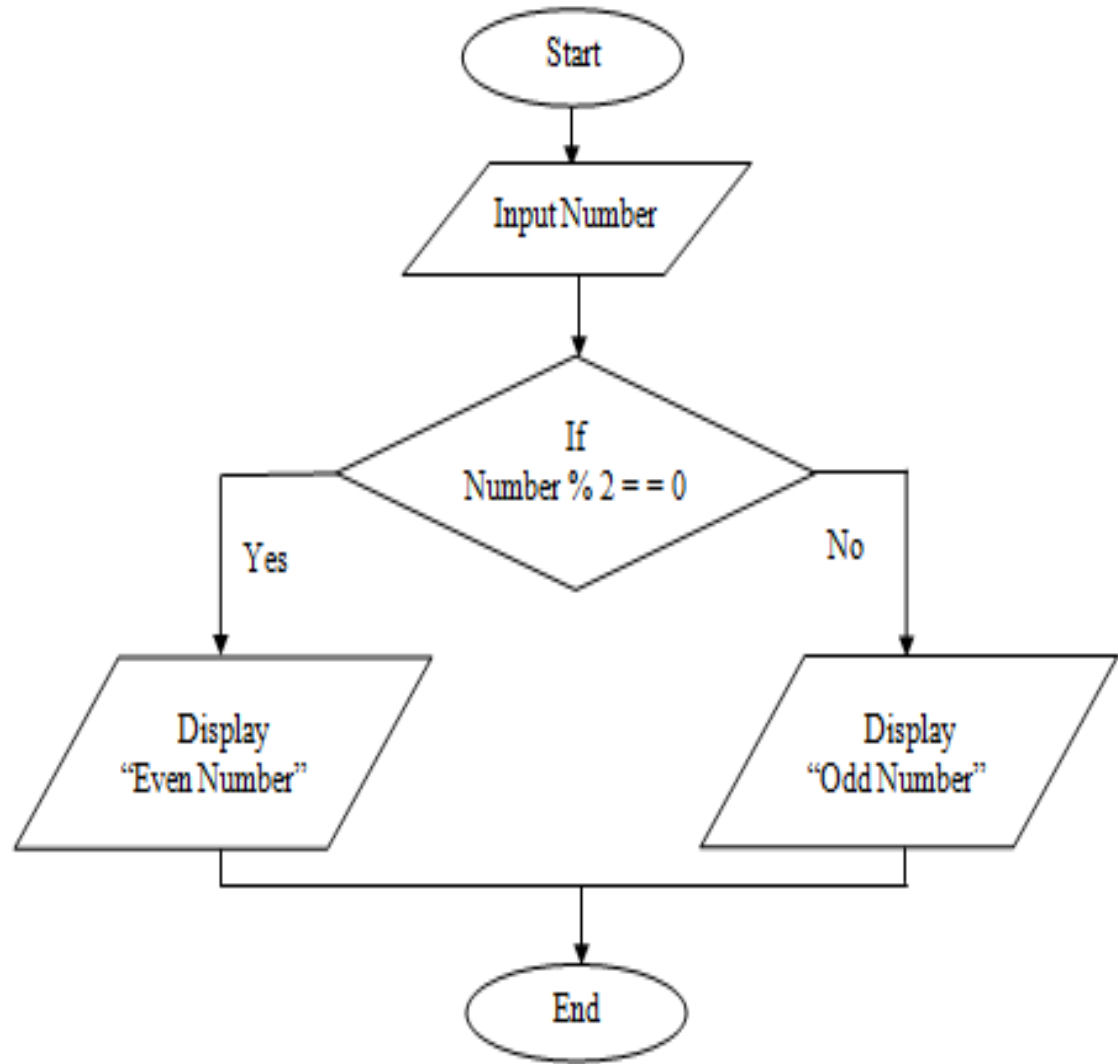 Start
Input Number
If
Number % 2 = = 0
Yes
No
Display
“Even Number”
Display
“Odd Number”
End